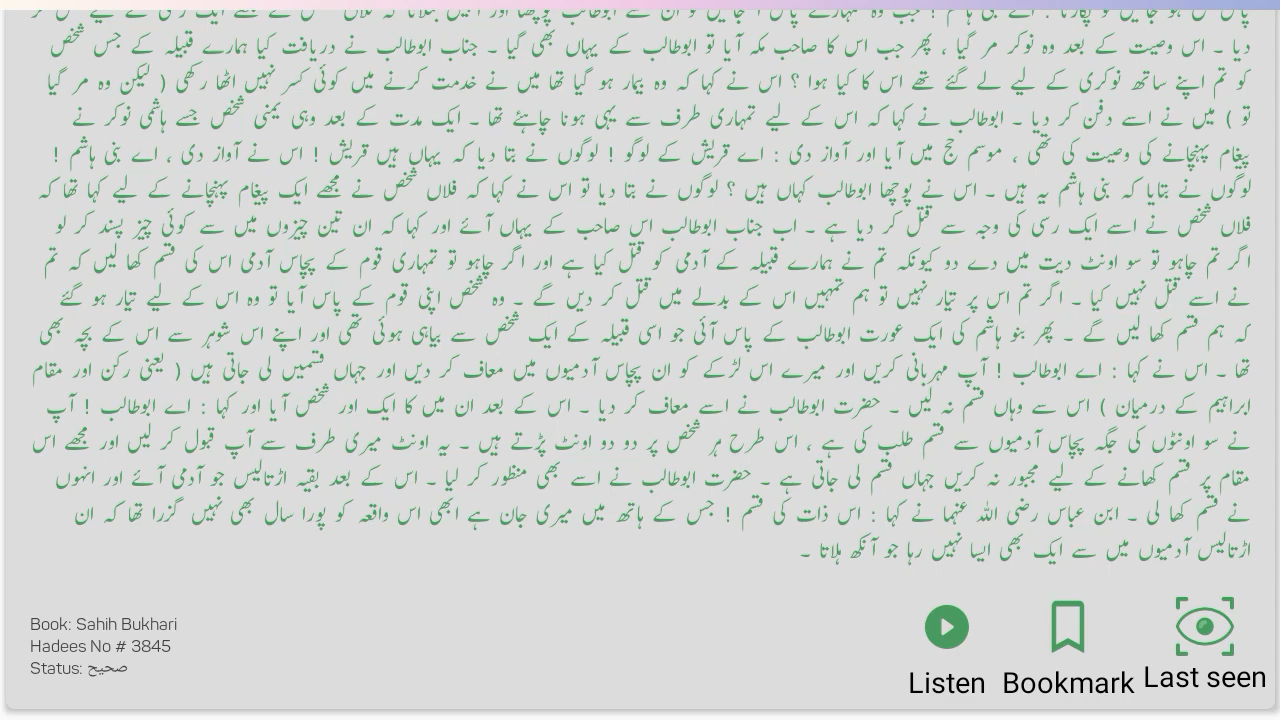 دیا ۔ اس وصیت کے بعد وہ نوکر مر گیا ، پھر جب اس کا صاحب مکہ آیا تو ابوطالب کے یہاں بھی گیا ۔ جناب ابوطالب نے دریافت کیا ہمارے قبیلہ کے جس شخص
کو تم اپنے ساتھ نوکری کے لیے لے گئے تھے اس کا کیا ہوا ؟ اس نے کہا کہ وہ بیمار ہو گیا تھا میں نے خدمت کرنے میں کوئی کسر نہیں اٹھا رکھی ( لیکن وہ مر گیا
تو ) میں نے اسے دفن کر دیا ۔ ابوطالب نے کہا کہ اس کے لیے تمہاری طرف سے یہی ہونا چاہئے تھا ۔ ایک مدت کے بعد وہی یمنی شخص جسے ہاشمی نوکر نے
پیغام پہنچانے کی وصیت کی تھی ، موسم حج میں آیا اور آواز دی : اے قریش کے لوگو ! لوگوں نے بتا دیا کہ یہاں ہیں قریش ! اس نے آواز دی ، اے بنی ہاشم !
لوگوں نے بتایا کہ بنی ہاشم یہ ہیں ۔ اس نے پوچھا ابوطالب کہاں ہیں ؟ لوگوں نے بتا دیا تو اس نے کہا کہ فلاں شخص نے مجھے ایک پیغام پہنچانے کے لیے کہا تھا کہ
فلاں شخص نے اسے ایک رسی کی وجہ سے قتل کر دیا ہے ۔ اب جناب ابوطالب اس صاحب کے یہاں آئے اور کہا کہ ان تین چیزوں میں سے کوئی چیز پسند کر لو
اگر تم چاہو تو سو اونٹ دیت میں دے دو کیونکہ تم نے ہمارے قبیلہ کے آدمی کو قتل کیا ہے اور اگر چاہو تو تمہاری قوم کے پچاس آدمی اس کی قسم کھا لیں کہ تم
نے اسے قتل نہیں کیا ۔ اگر تم اس پر تیار نہیں تو ہم تمہیں اس کے بدلے میں قتل کر دیں گے ۔ وہ شخص اپنی قوم کے پاس آیا تو وہ اس کے لیے تیار ہو گئے
کہ ہم قسم کھا لیں گے ۔ پھر بنو ہاشم کی ایک عورت ابوطالب کے پاس آئی جو اسی قبیلہ کے ایک شخص سے بیاہی ہوئی تھی اور اپنے اس شوہر سے اس کے بچہ بھی
تھا ۔ اس نے کہا : اے ابوطالب ! آپ مہربانی کریں اور میرے اس لڑکے کو ان پچاس آدمیوں میں معاف کر دیں اور جہاں قسمیں لی جاتی ہیں ( یعنی رکن اور مقام
ابراہیم کے درمیان ) اس سے وہاں قسم نہ لیں ۔ حضرت ابوطالب نے اسے معاف کر دیا ۔ اس کے بعد ان میں کا ایک اور شخص آیا اور کہا : اے ابوطالب ! آپ
نے سو اونٹوں کی جگہ پچاس آدمیوں سے قسم طلب کی ہے ، اس طرح ہر شخص پر دو دو اونٹ پڑتے ہیں ۔ یہ اونٹ میری طرف سے آپ قبول کر لیں اور مجھے اس
مقام پر قسم کھانے کے لیے مجبور نہ کریں جہاں قسم لی جاتی ہے ۔ حضرت ابوطالب نے اسے بھی منظور کر لیا ۔ اس کے بعد بقیہ اڑتالیس جو آدمی آئے اور انہوں
نے قسم کھا لی ۔ ابن عباس رضی اللہ عنہما نے کہا : اس ذات کی قسم ! جس کے ہاتھ میں میری جان ہے ابھی اس واقعہ کو پورا سال بھی نہیں گزرا تھا کہ ان
اڑتالیس آدمیوں میں سے ایک بھی ایسا نہیں رہا جو آنکھ ہلاتا ۔
Book: Sahih Bukhari
Hadees No # 3845
Status: صحیح
Listen
Bookmark
Last seen